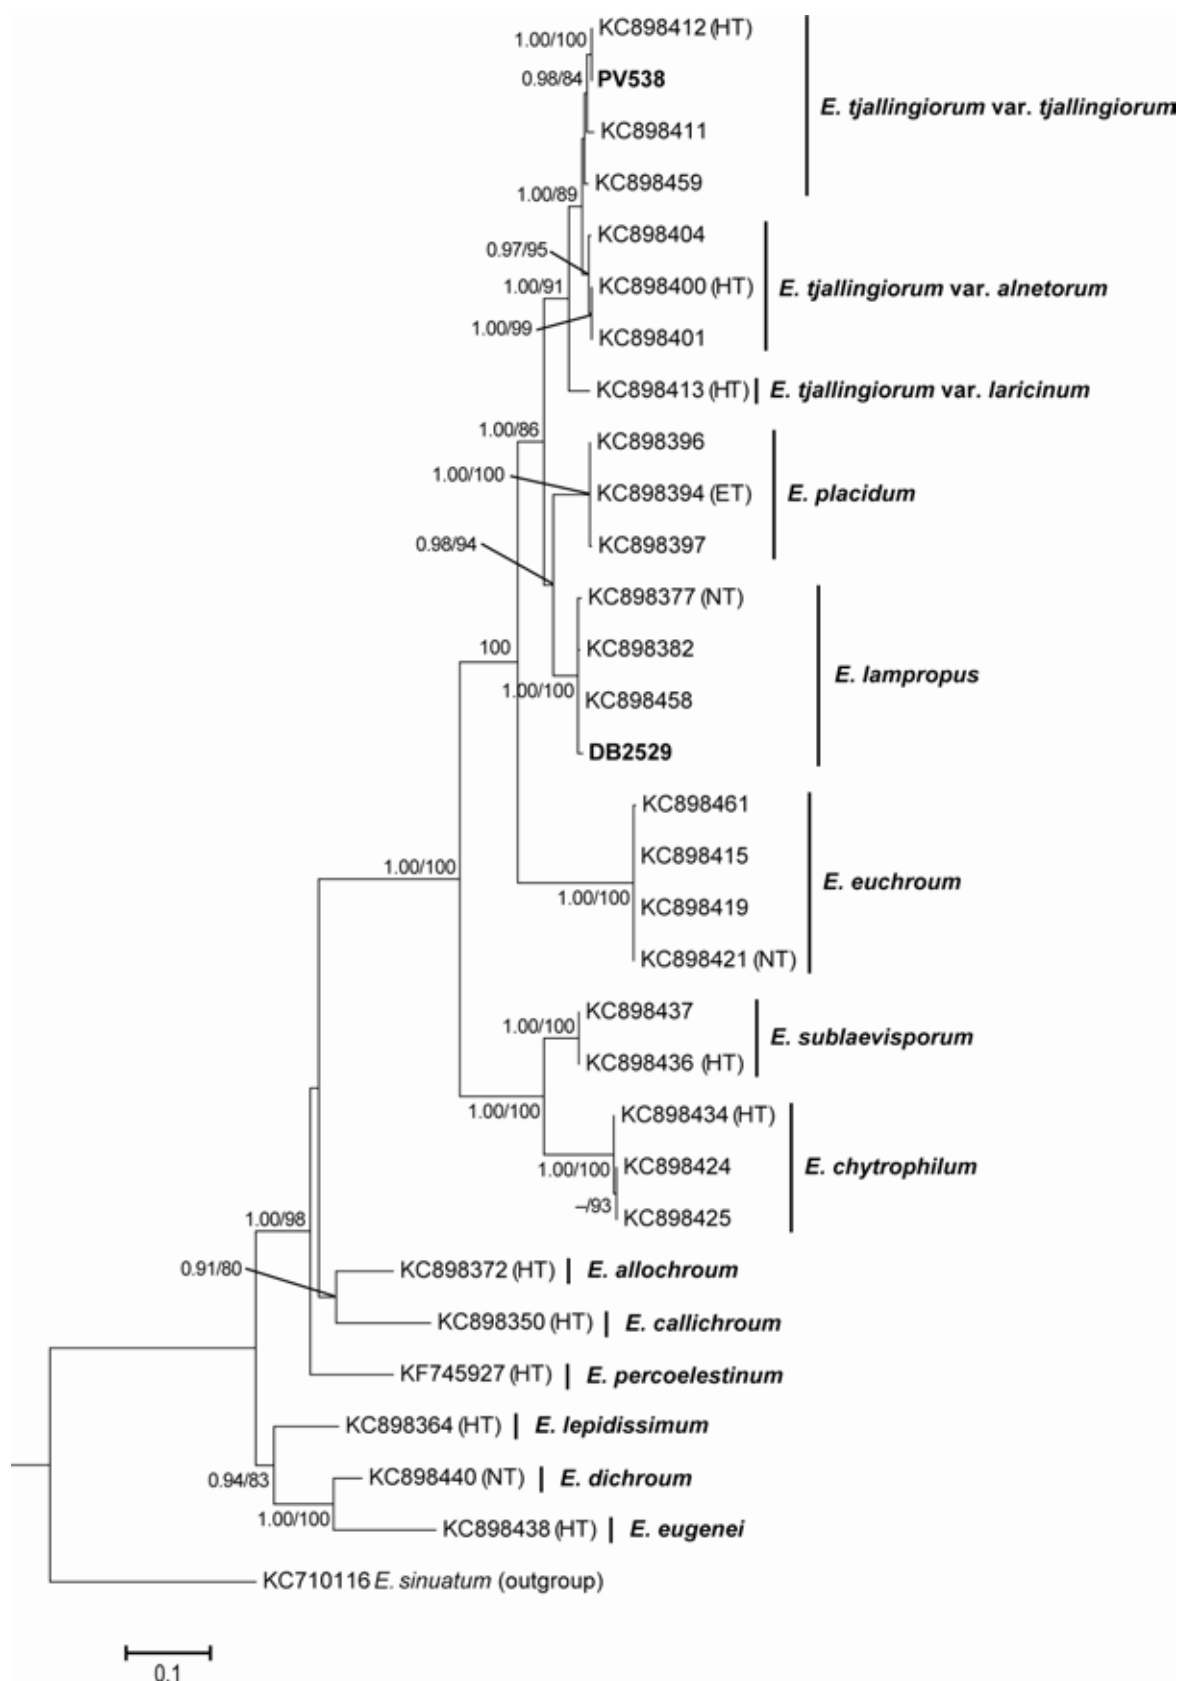 KC898412 (HT)
1.00/100
0.98/84 PV538
E. tjallingiorum var. tjallingiorum
KC898411
KC898459
1.00/89
KC898404
0.97/95
1.00/91 KC898400 (HT) E. tjallingiorum var. alnetorum
1.00/99 KC898401
KC898413 (HT) E. tjallingiorum var. laricinum
1.00/86 KC898396
1.00/100 KC898394 (ET) E. placidum
0.98/94 KC898397
KC898377 (NT)
100 KC898382
E. lampropus
1.00/100 KC898458
DB2529
KC898461
1.00/100 KC898415
E. euchroum
1.00/100 KC898419
KC898421 (NT)
KC898437
1.00/100 E. sublaevisporum
KC898436 (HT)
1.00/100 KC898434 (HT)
1.00/100 KC898424 E. chytrophilum
–/93 KC898425
1.00/98
0.91/80 KC898372 (HT) E. allochroum
KC898350 (HT) E. callichroum
KF745927 (HT) E. percoelestinum
KC898364 (HT) E. lepidissimum
0.94/83 KC898440 (NT) E. dichroum
1.00/100 KC898438 (HT) E. eugenei
KC710116 E. sinuatum (outgroup)
0.1